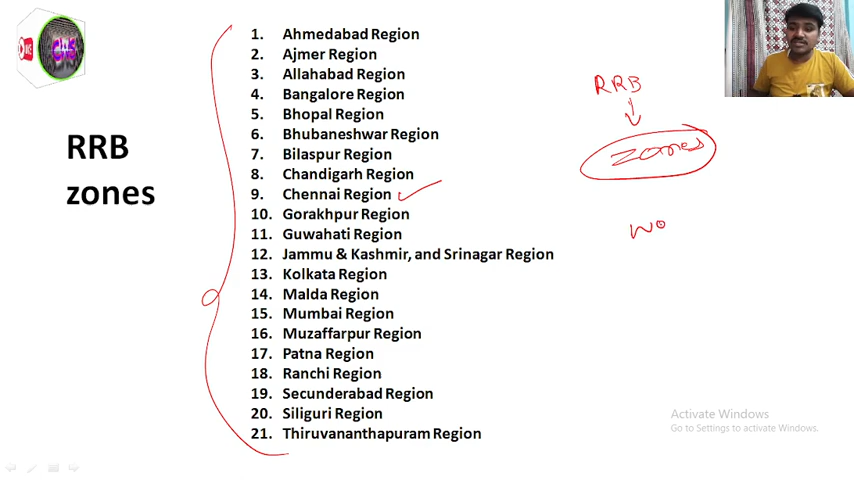 CWS
RRB
zones
1. Ahmedabad Region
2. Ajmer Region
3. Allahabad Region
4. Bangalore Region
5. Bhopal Region
6. Bhubaneshwar Region
7. Bilaspur Region
8. Chandigarh Region
9. Chennai Region
10. Gorakhpur Region
11. Guwahati Region
12. Jammu & Kashmir, and Srinagar Region
13. Kolkata Region
14. Malda Region
15. Mumbai Region
16. Muzaffarpur Region
17. Patna Region
18. Ranchi Region
19. Secunderabad Region
20. Siliguri Region
21. Thiruvananthapuram Region
RRB
zones
No
Activate Windows
Go to Settings to activate Windows.